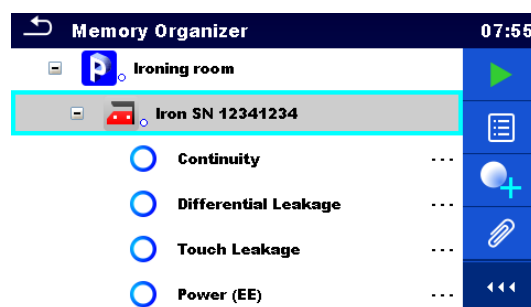 Memory Organizer 07:55
Ironing room
Iron SN 12341234
Continuity ---
Differential Leakage ---
Touch Leakage ---
Power (EE) ---